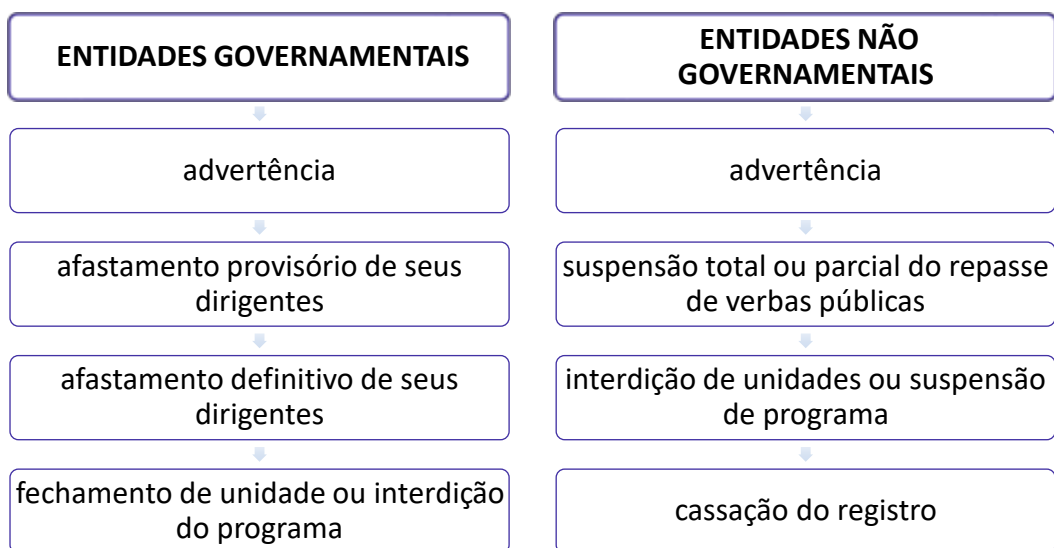 ENTIDADES GOVERNAMENTAIS
advertência
afastamento provisório de seus
dirigentes
afastamento definitivo de seus
dirigentes
fechamento de unidade ou interdição
do programa
ENTIDADES NÃO
GOVERNAMENTAIS
advertência
suspensão total ou parcial do repasse
de verbas públicas
interdição de unidades ou suspensão
de programa
cassação do registro